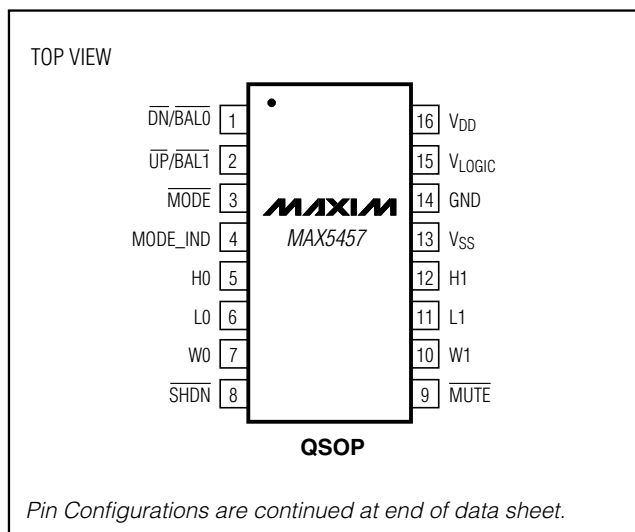 TOP VIEW
DN/BAL0 1
UP/BAL1 2
MODE 3
MODE_IND 4
H0 5
L0 6
W0 7
SHDN 8
MAXIM
MAX5457
16 VDD
15 VLOGIC
14 GND
13 VSS
12 H1
11 L1
10 W1
9 MUTE
QSOP
Pin Configurations are continued at end of data sheet.